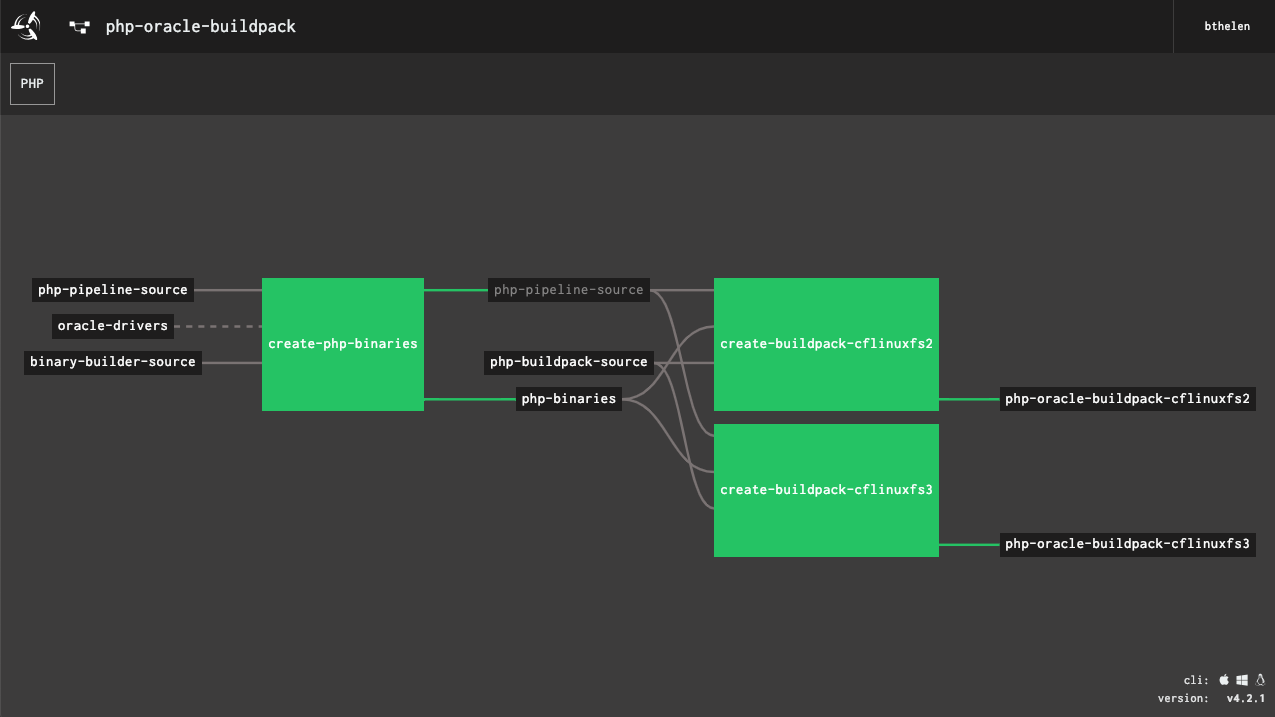 php-oracle-buildpack
bthelen
PHP
php-pipeline-source
oracle-drivers
binary-builder-source
create-php-binaries
php-pipeline-source
php-buildpack-source
php-binaries
create-buildpack-cflinuxfs2
create-buildpack-cflinuxfs3
php-oracle-buildpack-cflinuxfs2
php-oracle-buildpack-cflinuxfs3
cli:
version: v4.2.1